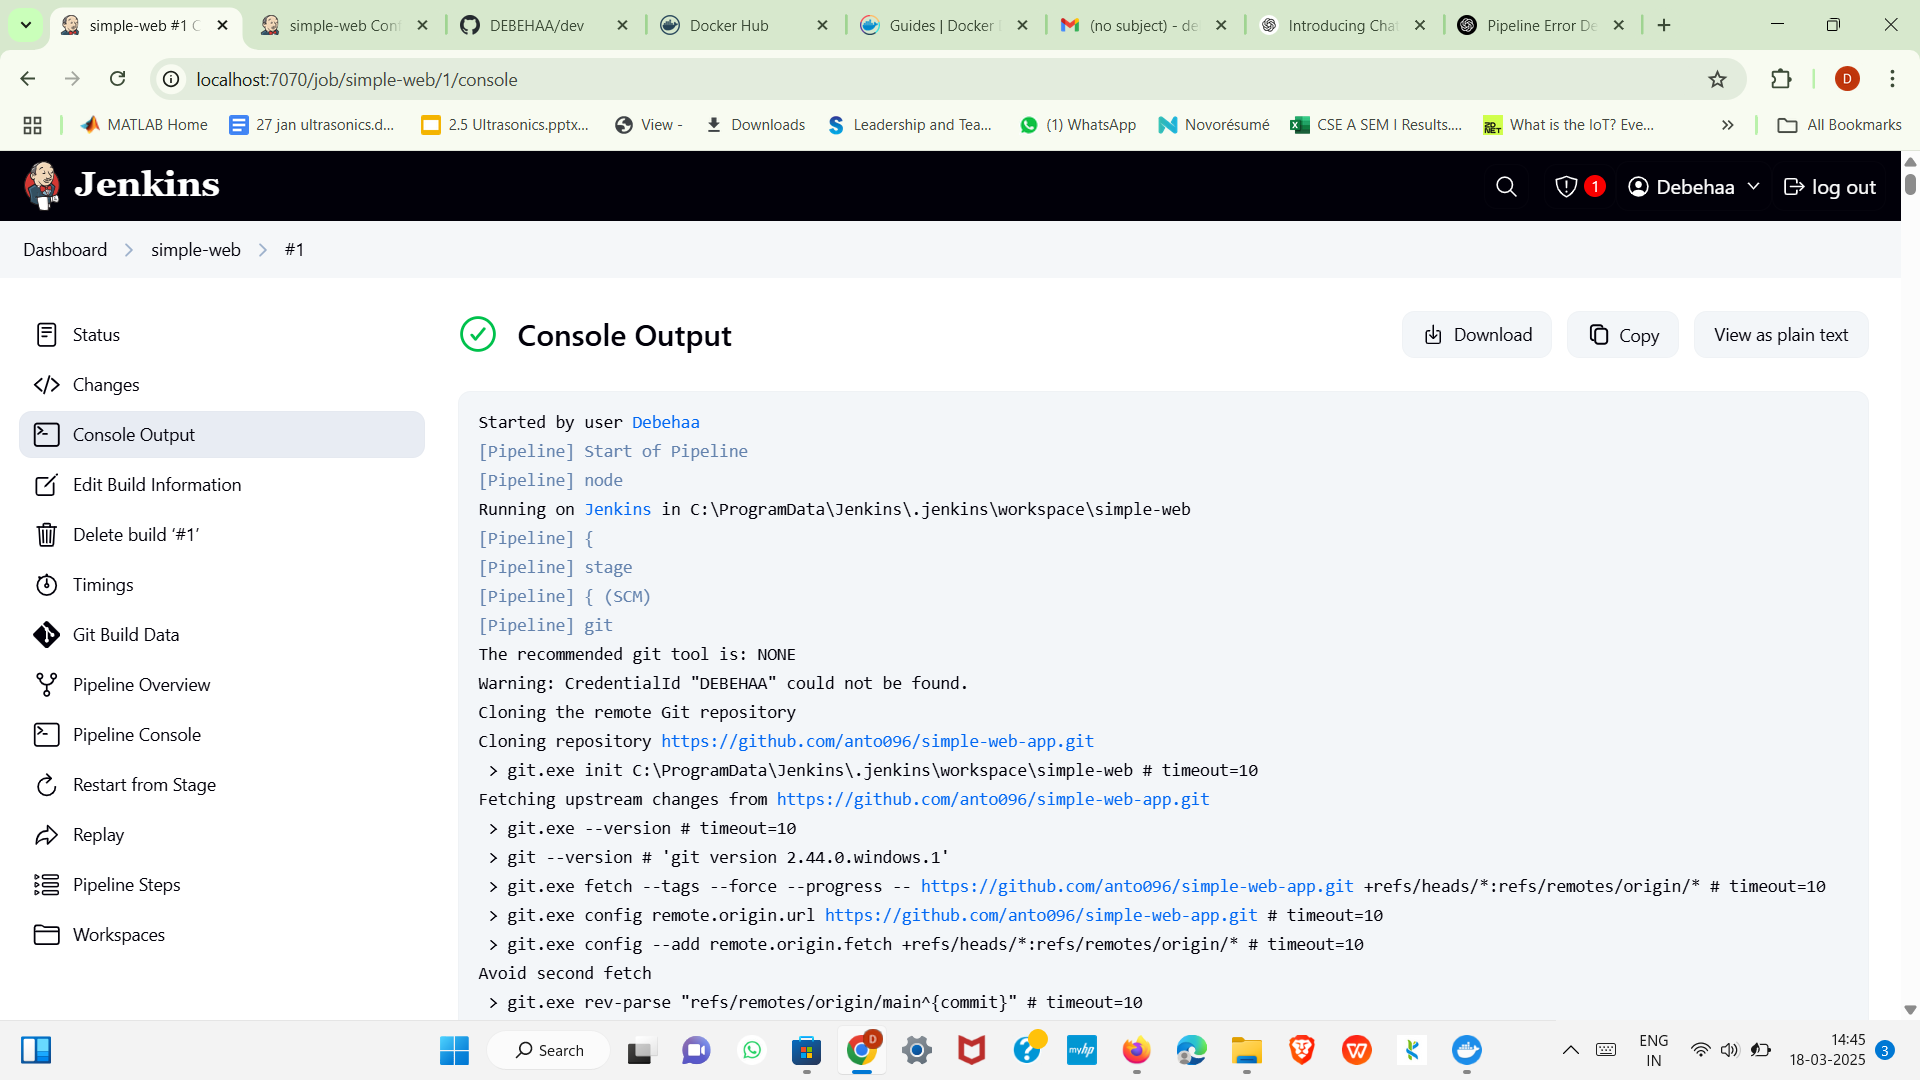 simple-web #1 C
simple-web Conf
DEBEHAA/dev
Docker Hub
Guides | Docker
(no subject) - de
Introducing Cha
Pipeline Error De
localhost:7070/job/simple-web/1/console
D
MATLAB Home
27 jan ultrasonics.d...
2.5 Ultrasonics.pptx...
View -
Downloads
Leadership and Tea...
(1) WhatsApp
Novorésumé
CSE A SEM I Results....
What is the IoT? Eve...
All Bookmarks
Jenkins
1
Debehaa
log out
Dashboard
simple-web
#1
Status
Changes
Console Output
Edit Build Information
Delete build ‘#1’
Timings
Git Build Data
Pipeline Overview
Pipeline Console
Restart from Stage
Replay
Pipeline Steps
Workspaces
Console Output
Download
Copy
View as plain text
Started by user Debehaa
[Pipeline] Start of Pipeline
[Pipeline] node
Running on Jenkins in C:\ProgramData\Jenkins\.jenkins\workspace\simple-web
[Pipeline] {
[Pipeline] stage
[Pipeline] { (SCM)
[Pipeline] git
The recommended git tool is: NONE
Warning: CredentialId "DEBEHAA" could not be found.
Cloning the remote Git repository
Cloning repository https://github.com/anto096/simple-web-app.git
> git.exe init C:\ProgramData\Jenkins\.jenkins\workspace\simple-web # timeout=10
Fetching upstream changes from https://github.com/anto096/simple-web-app.git
> git.exe --version # timeout=10
> git --version # 'git version 2.44.0.windows.1'
> git.exe fetch --tags --force --progress -- https://github.com/anto096/simple-web-app.git +refs/heads/*:refs/remotes/origin/* # timeout=10
> git.exe config remote.origin.url https://github.com/anto096/simple-web-app.git # timeout=10
> git.exe config --add remote.origin.fetch +refs/heads/*:refs/remotes/origin/* # timeout=10
Avoid second fetch
> git.exe rev-parse "refs/remotes/origin/main^{commit}" # timeout=10
Search
D
myhp
ENG
IN
14:45
18-03-2025
3